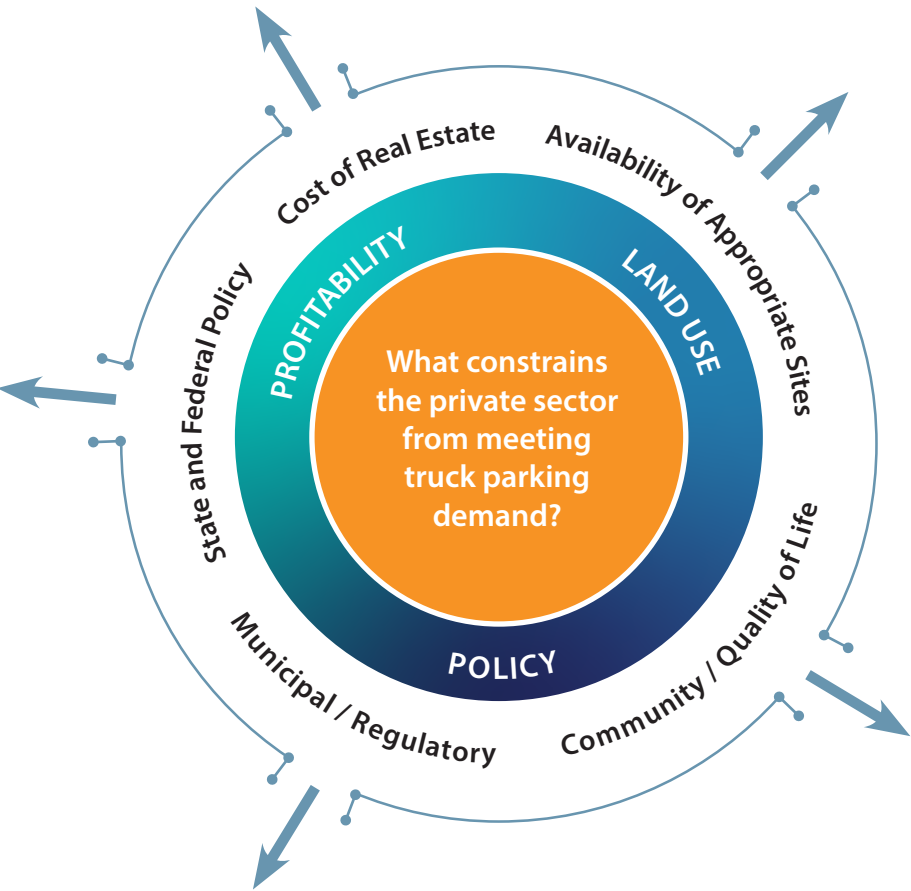 Cost of Real Estate
Availability of Appropriate Sites
State and Federal Policy
PROFITABILITY
LAND USE
What constrains
the private sector
from meeting
truck parking
demand?
POLICY
Municipal / Regulatory
Community / Quality of Life